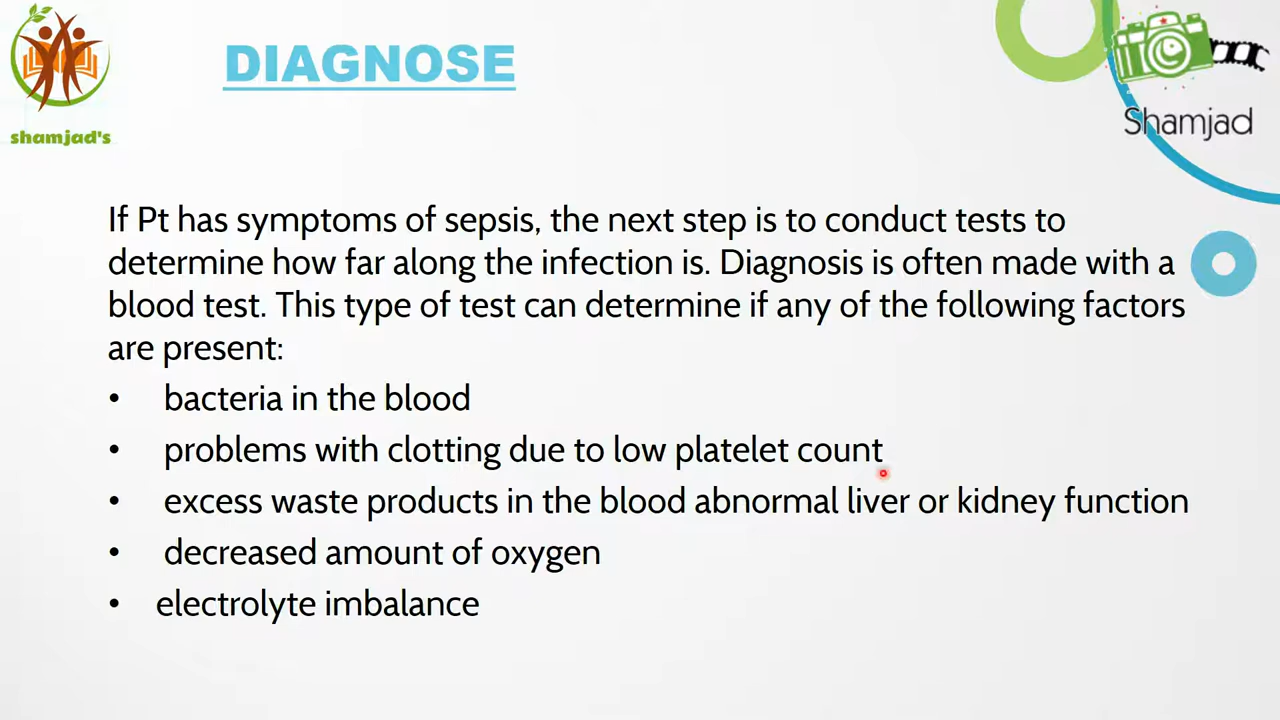 DIAGNOSE
shamjad's
Shamjad
If Pt has symptoms of sepsis, the next step is to conduct tests to
determine how far along the infection is. Diagnosis is often made with a
blood test. This type of test can determine if any of the following factors
are present:
• bacteria in the blood
• problems with clotting due to low platelet count
• excess waste products in the blood abnormal liver or kidney function
• decreased amount of oxygen
• electrolyte imbalance